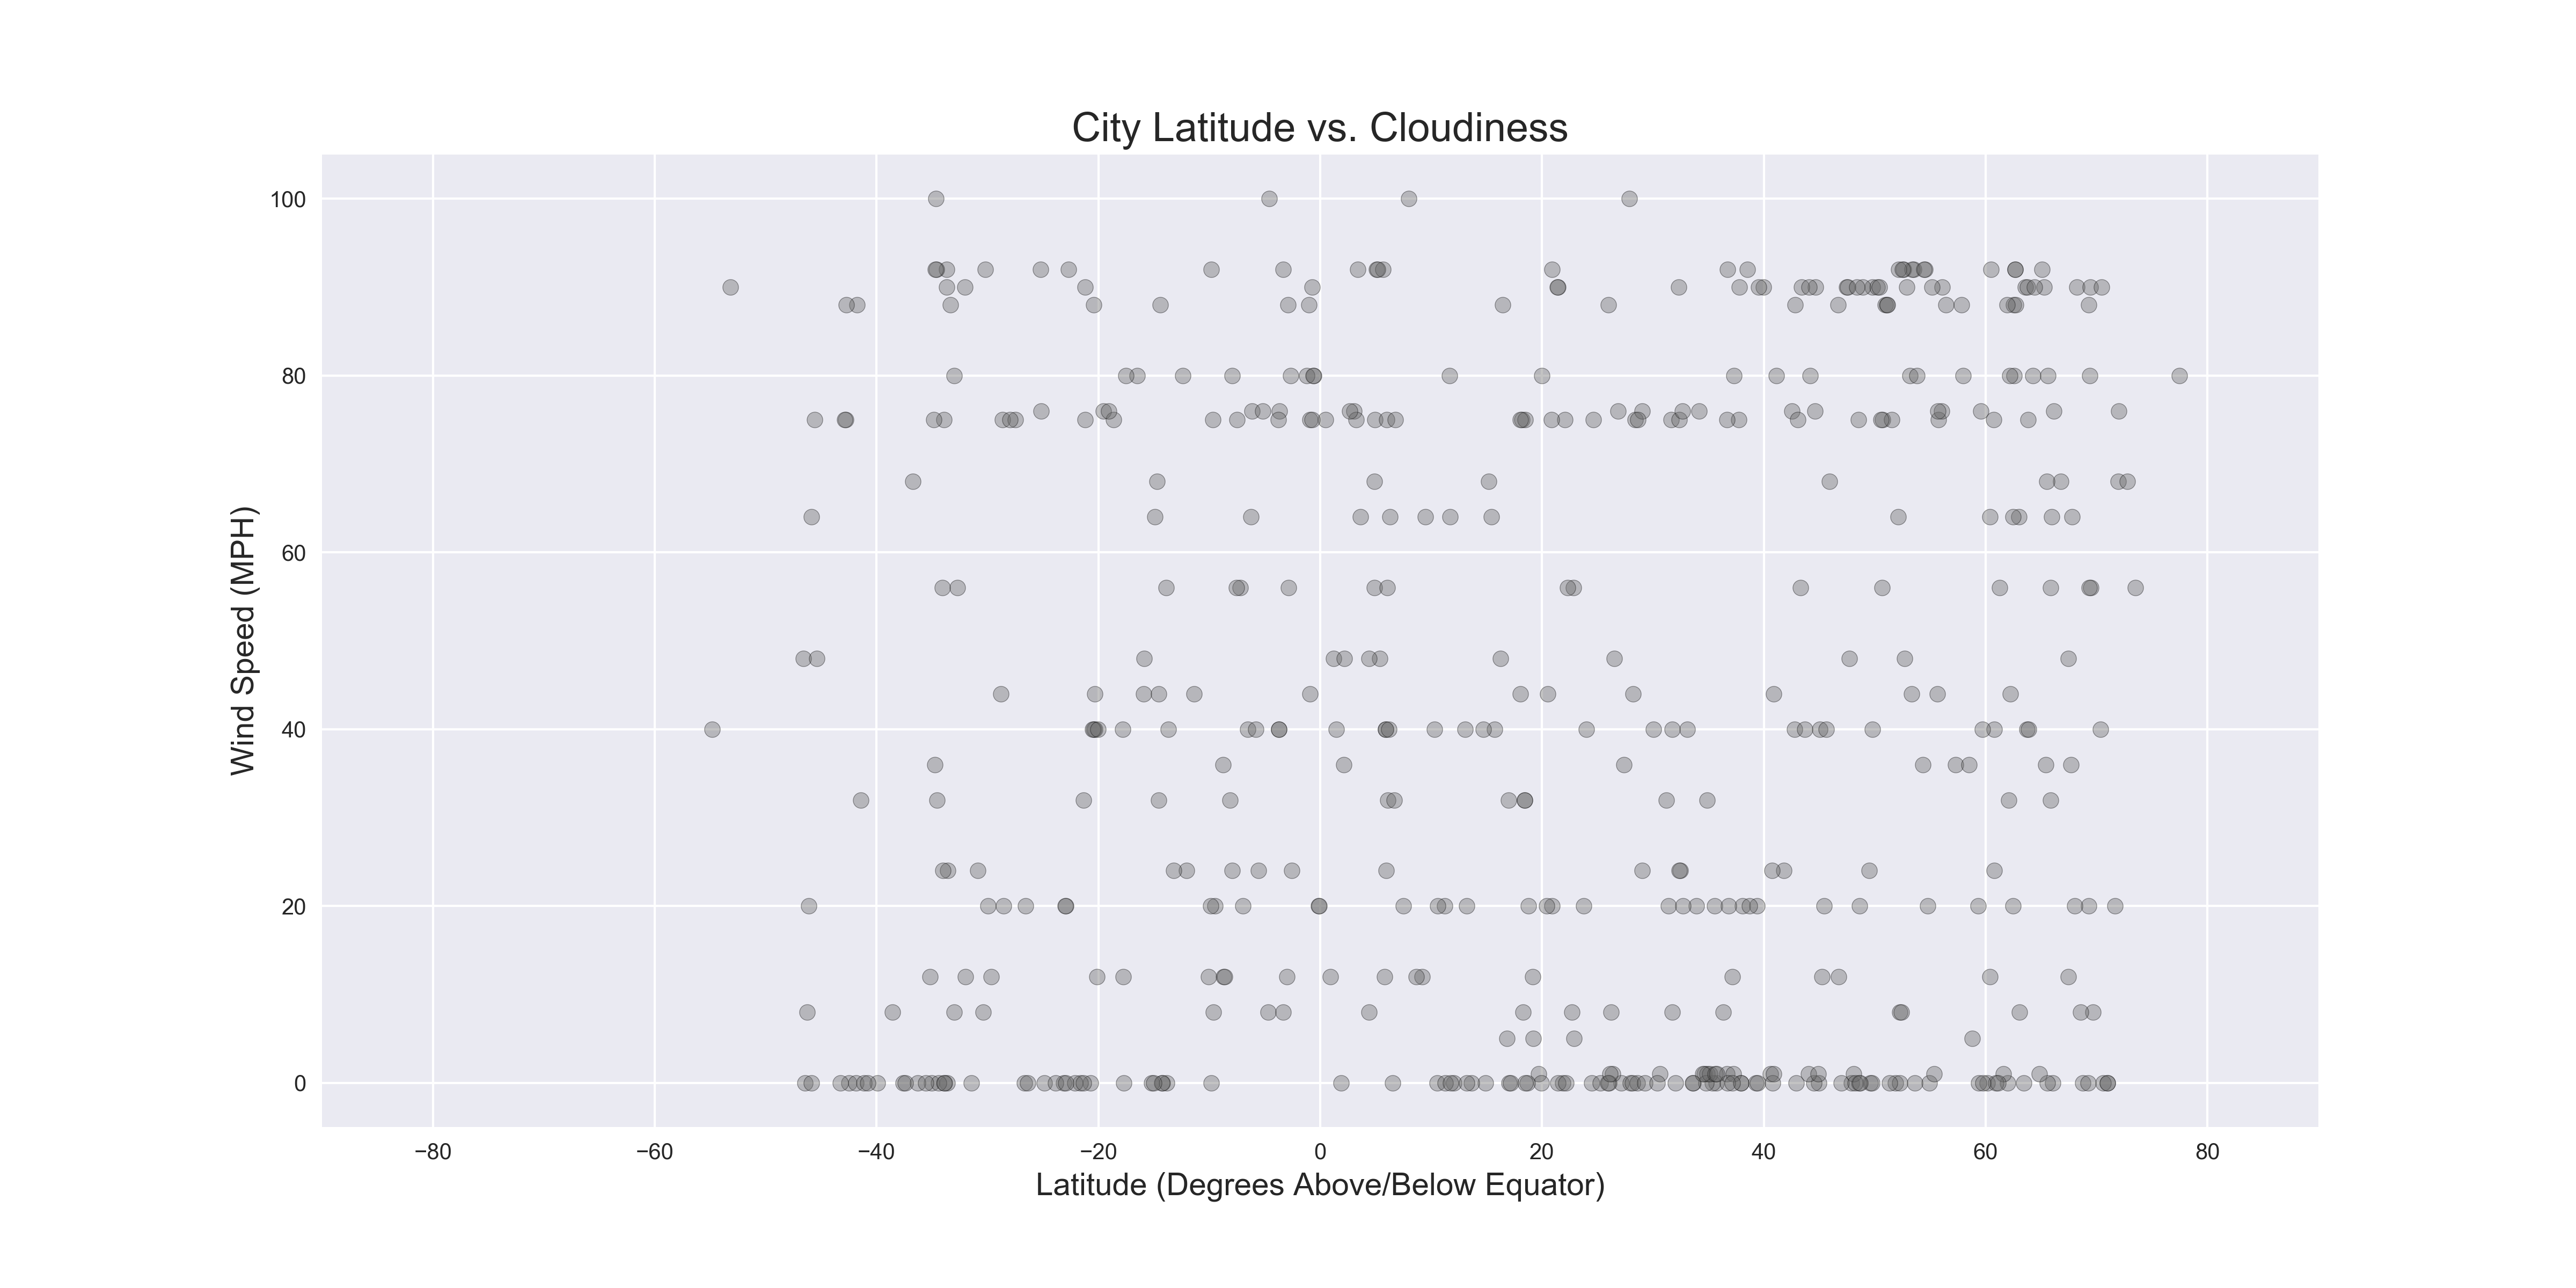 City Latitude vs. Cloudiness
100
80
60
40
20
0
Wind Speed (MPH)
−80 −60 −40 −20 0 20 40 60 80
Latitude (Degrees Above/Below Equator)